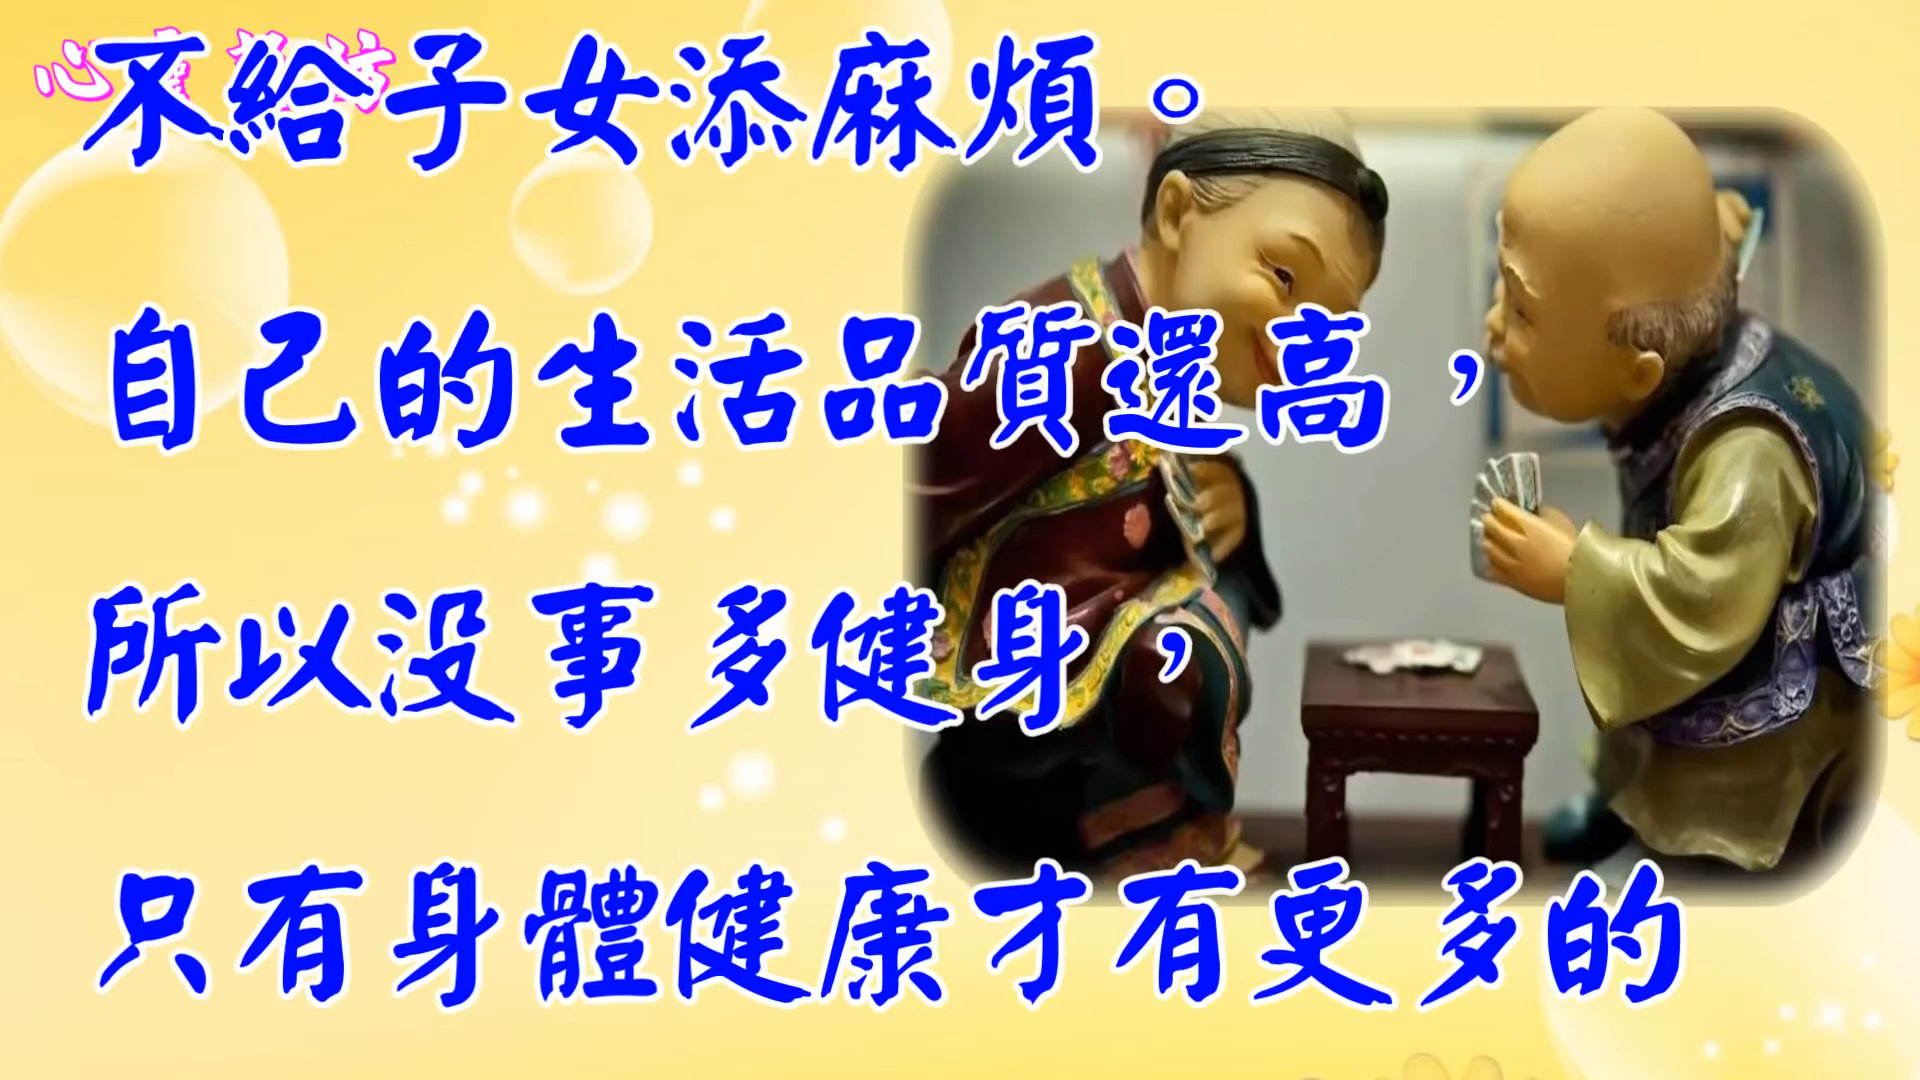 不給子女添麻煩。
自己的生活品質還高，
所以没事多健身，
只有身體健康才有更多的